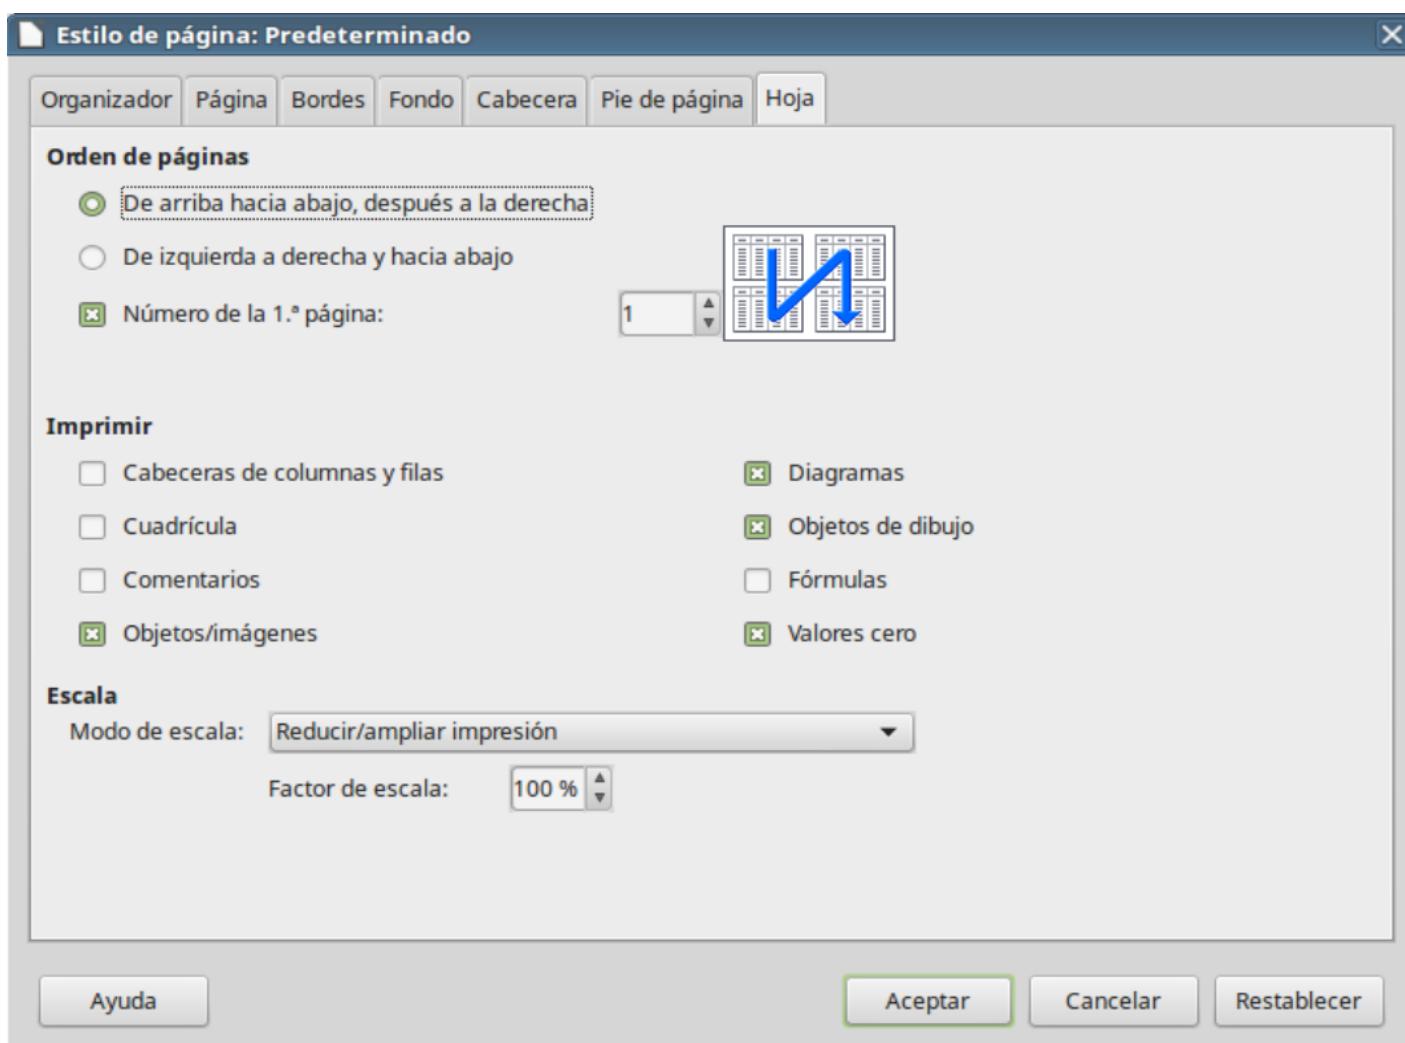 Estilo de página: Predeterminado
Organizador Página Bordes Fondo Cabecera Pie de página Hoja
Orden de páginas
De arriba hacia abajo, después a la derecha
De izquierda a derecha y hacia abajo
Número de la 1.ª página: 1
Imprimir
Cabeceras de columnas y filas Diagramas
Cuadrícula Objetos de dibujo
Comentarios Fórmulas
Objetos/imágenes Valores cero
Escala
Modo de escala: Reducir/ampliar impresión
Factor de escala: 100 %
Ayuda Aceptar Cancelar Restablecer